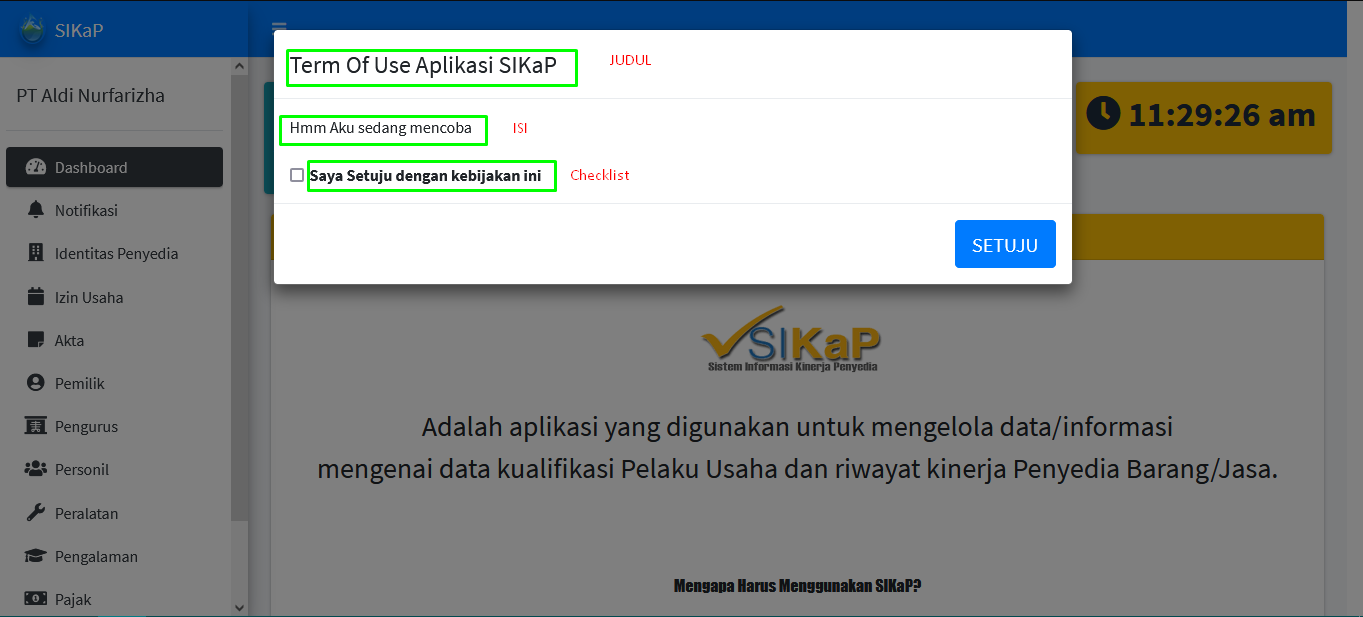 SIKaP
PT Aldi Nurfarizha
Dashboard
Notifikasi
Identitas Penyedia
Izin Usaha
Akta
Pemilik
Pengurus
Personil
Peralatan
Pengalaman
Pajak
Term Of Use Aplikasi SIKaP
JUDUL
Hmm Aku sedang mencoba
ISI
Saya Setuju dengan kebijakan ini
Checklist
SETUJU
11:29:26 am
SIKaP
Sistem Informasi Kinerja Penyedia
Adalah aplikasi yang digunakan untuk mengelola data/informasi
mengenai data kualifikasi Pelaku Usaha dan riwayat kinerja Penyedia Barang/Jasa.
Mengapa Harus Menggunakan SIKaP?